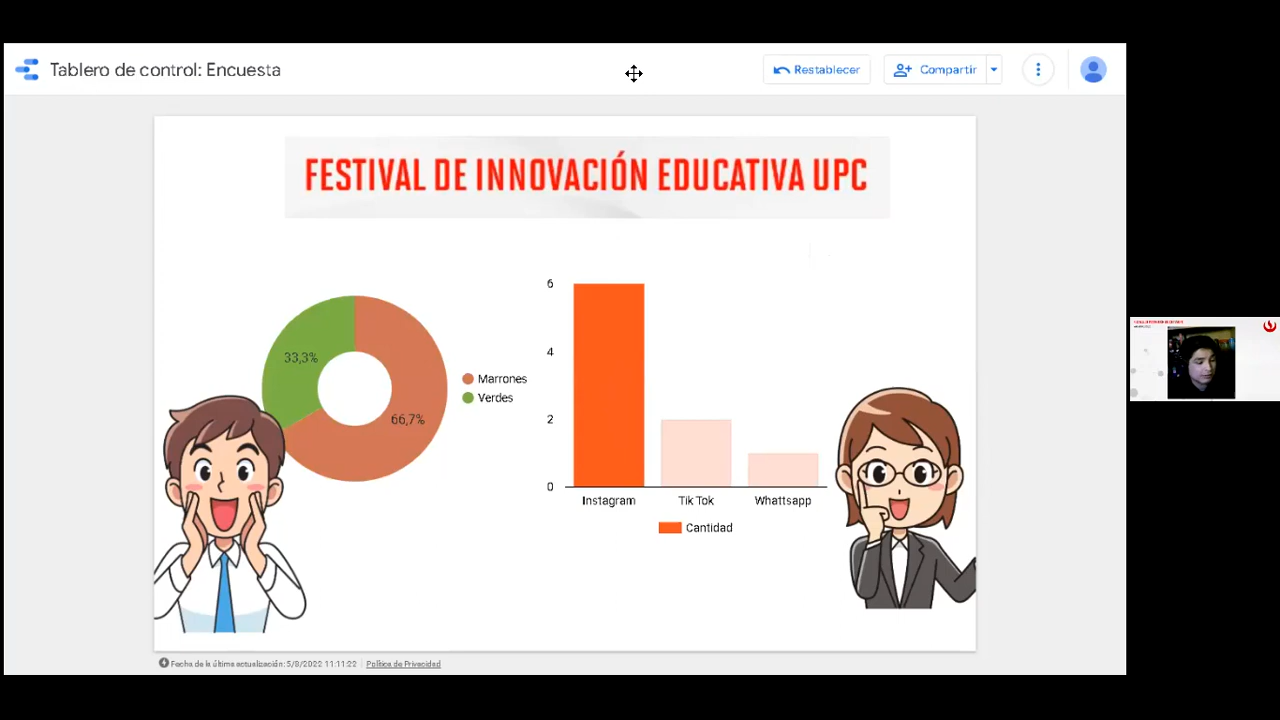 Tablero de control: Encuesta
Restablecer
Compartir
FESTIVAL DE INNOVACIÓN EDUCATIVA UPC
33,3%
66,7%
Marrones
Verdes
6
4
2
0
Instagram
Tik Tok
Whattsapp
Cantidad
Fecha de la última actualización: 5/8/2022 11:11:22
Política de Privacidad